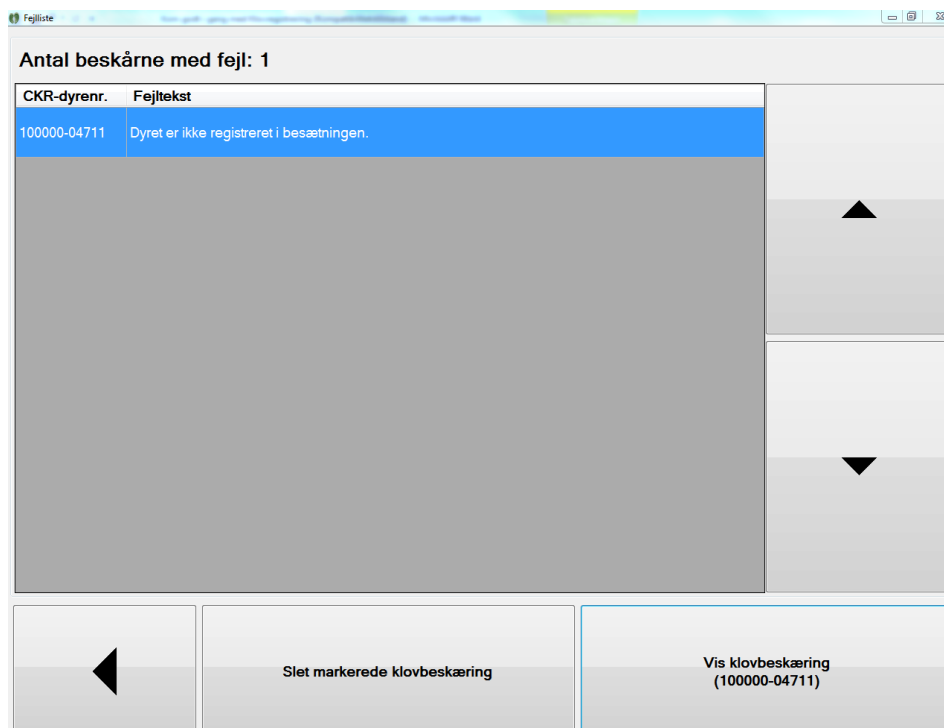 Fejlliste
Antal beskårne med fejl: 1
CKR-dyrenr. Fejltekst
100000-04711 Dyret er ikke registreret i besætningen.
Slet markerede klovbeskæring
Vis klovbeskæring
(100000-04711)